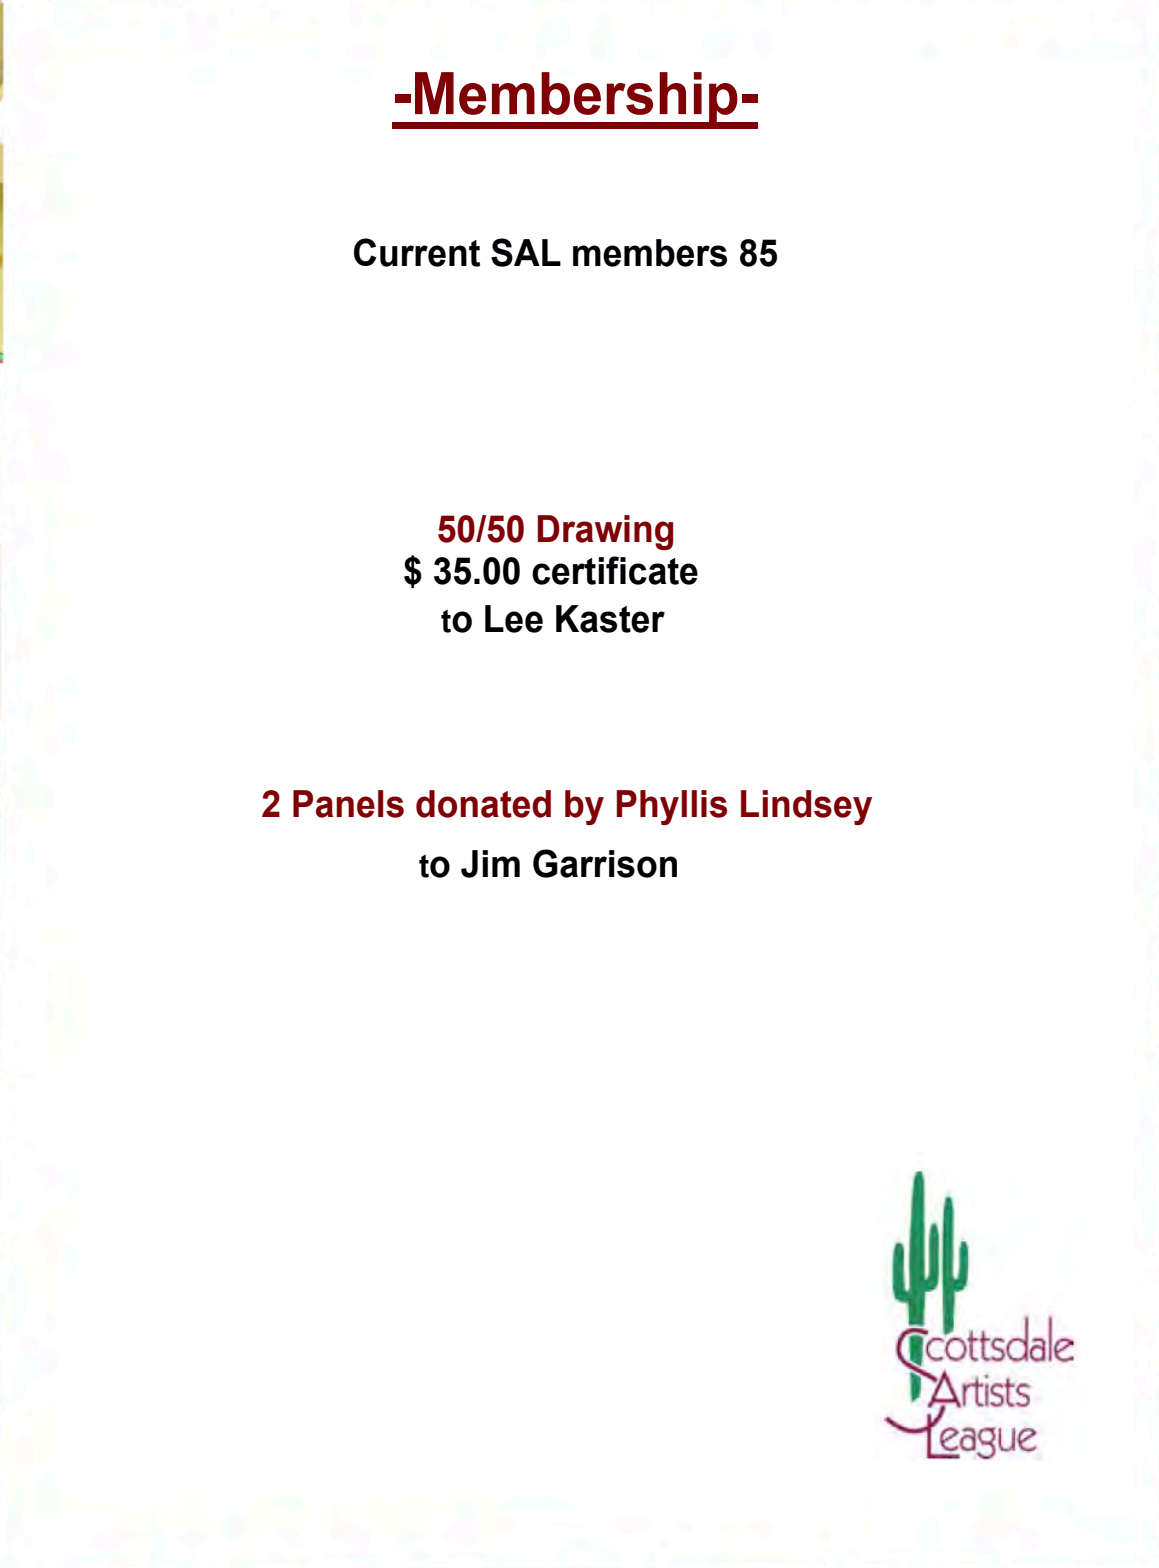 -Membership-
Current SAL members 85
50/50 Drawing
$ 35.00 certificate
to Lee Kaster
2 Panels donated by Phyllis Lindsey
to Jim Garrison
Scottsdale
Artists
League